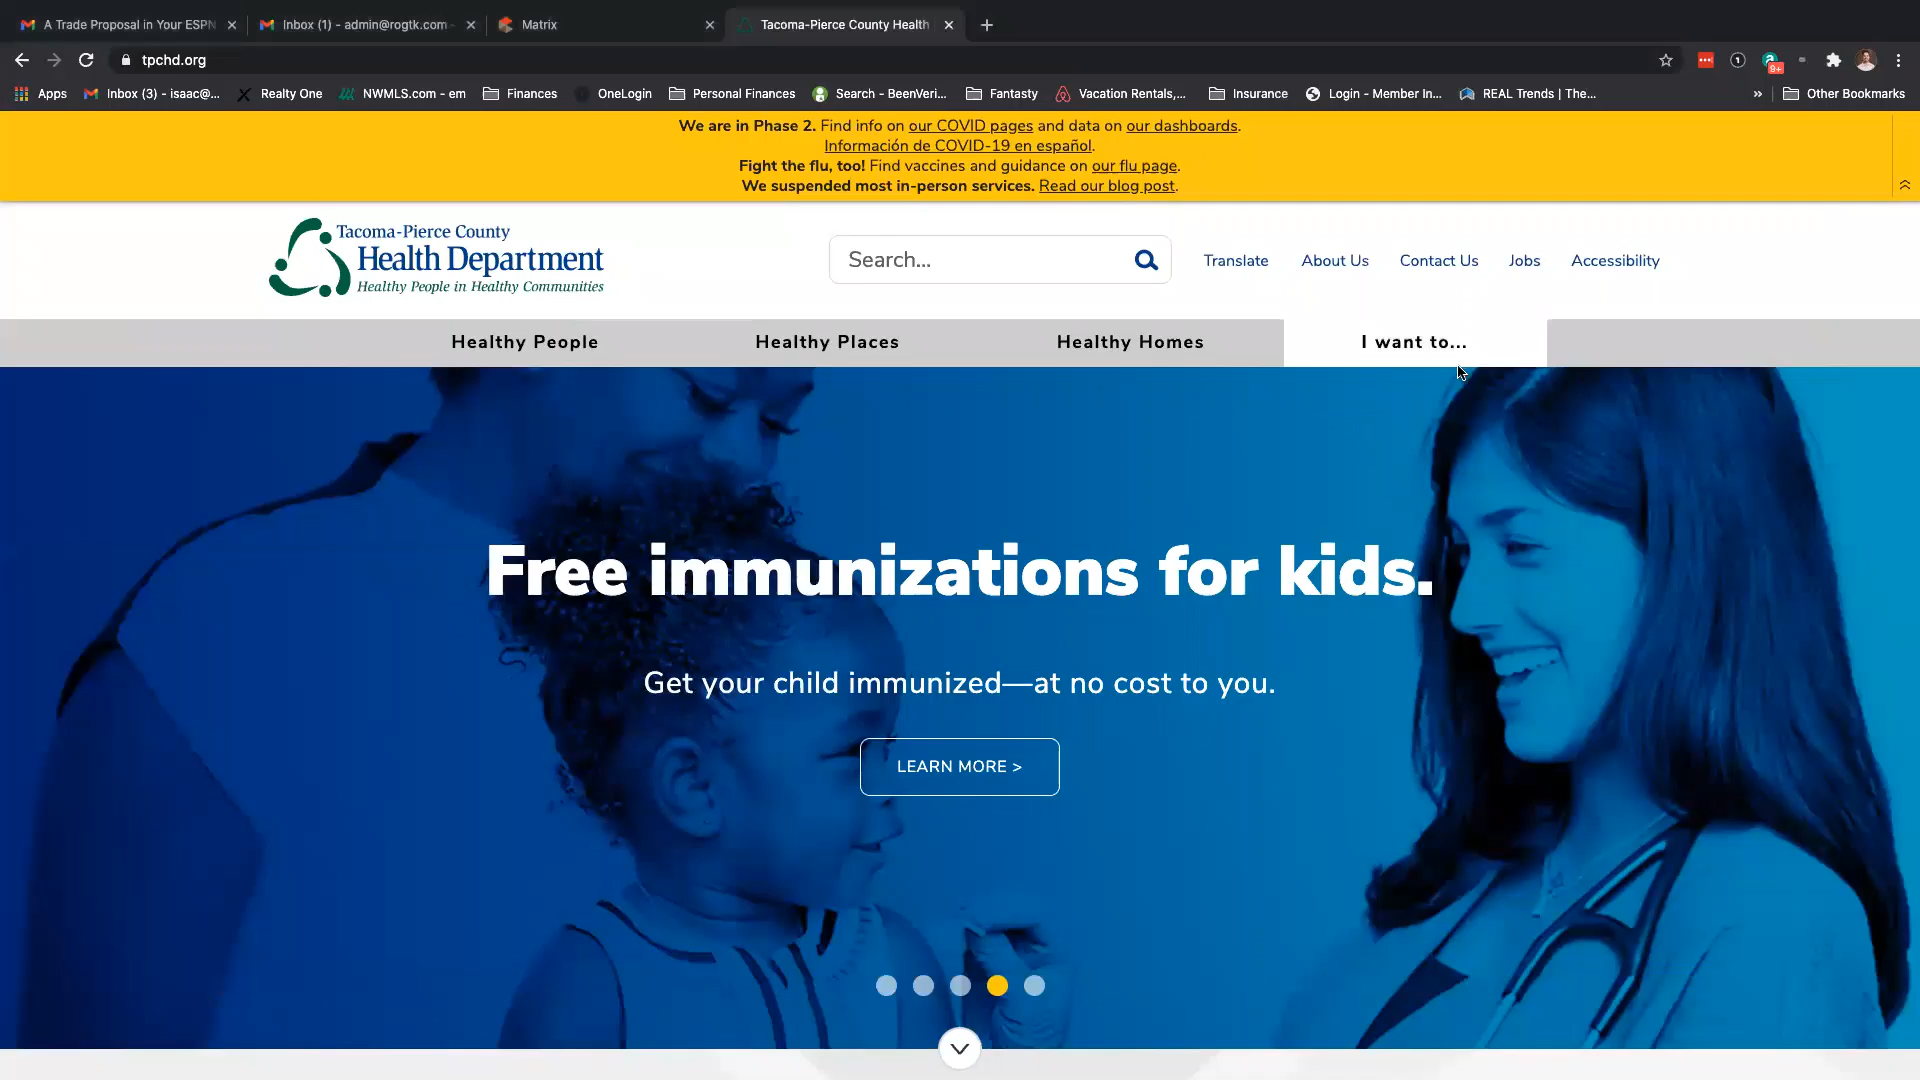 A Trade Proposal in Your ESPN
Inbox (1) - admin@rogtk.com -
Matrix
Tacoma-Pierce County Health
tpchd.org
9+
Apps
Inbox (3) - isaac@...
Realty One
NWMLS.com - em
Finances
OneLogin
Personal Finances
Search - BeenVeri...
Fantasty
Vacation Rentals,...
Insurance
Login - Member In...
REAL Trends | The...
»
Other Bookmarks
We are in Phase 2. Find info on our COVID pages and data on our dashboards.
Información de COVID-19 en español.
Fight the flu, too! Find vaccines and guidance on our flu page.
We suspended most in-person services. Read our blog post.
Tacoma-Pierce County
Health Department
Healthy People in Healthy Communities
Search...
Translate
About Us
Contact Us
Jobs
Accessibility
Healthy People
Healthy Places
Healthy Homes
I want to...
Free immunizations for kids.
Get your child immunized—at no cost to you.
LEARN MORE >